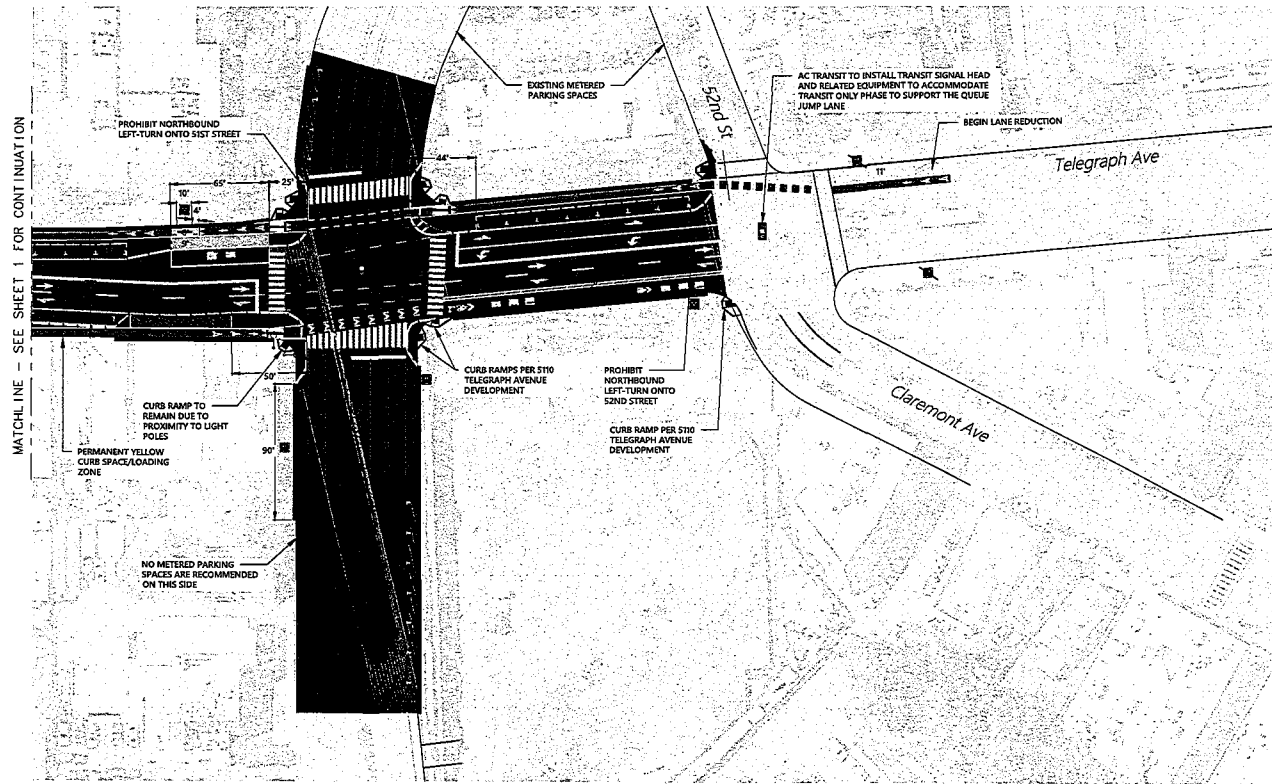 EXISTING METERED
PARKING SPACES
52nd St
AC TRANSIT TO INSTALL TRANSIT SIGNAL HEAD
AND RELATED EQUIPMENT TO ACCOMMODATE
TRANSIT ONLY PHASE TO SUPPORT THE QUEUE
JUMP LANE
BEGIN LANE REDUCTION
PROHIBIT NORTHBOUND
LEFT-TURN ONTO 51ST STREET
44'
11'
Telegraph Ave
65'
25'
10'
4'
MATCHLINE - SEE SHEET 1 FOR CONTINUATION
50'
CURB RAMP TO
REMAIN DUE TO
PROXIMITY TO LIGHT
POLES
CURB RAMPS PER 5110
TELEGRAPH AVENUE
DEVELOPMENT
PROHIBIT
NORTHBOUND
LEFT-TURN ONTO
52ND STREET
CURB RAMP PER 5110
TELEGRAPH AVENUE
DEVELOPMENT
Claremont Ave
PERMANENT YELLOW
CURB SPACE/LOADING
ZONE
90'
NO METERED PARKING
SPACES ARE RECOMMENDED
ON THIS SIDE